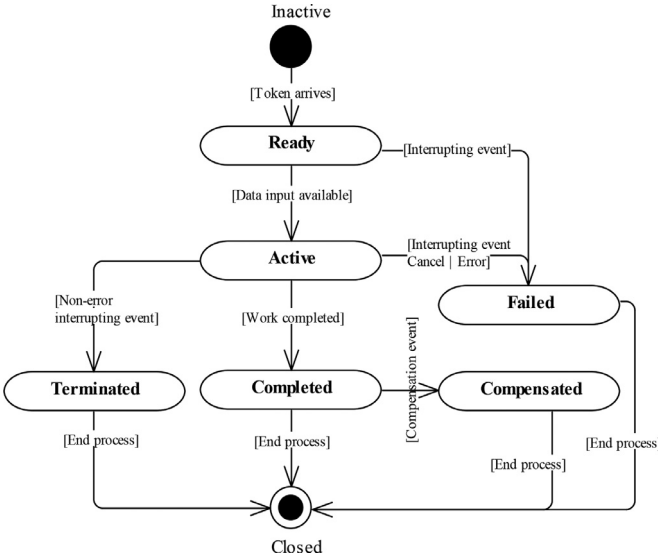 Inactive
[Token arrives]
Ready
[Interrupting event]
[Data input available]
Active
[Interrupting event
Cancel | Error]
[Non-error
interrupting event]
[Work completed]
Failed
[Compensation event]
Terminated
Completed
Compensated
[End process]
[End process]
[End process]
[End process
Closed